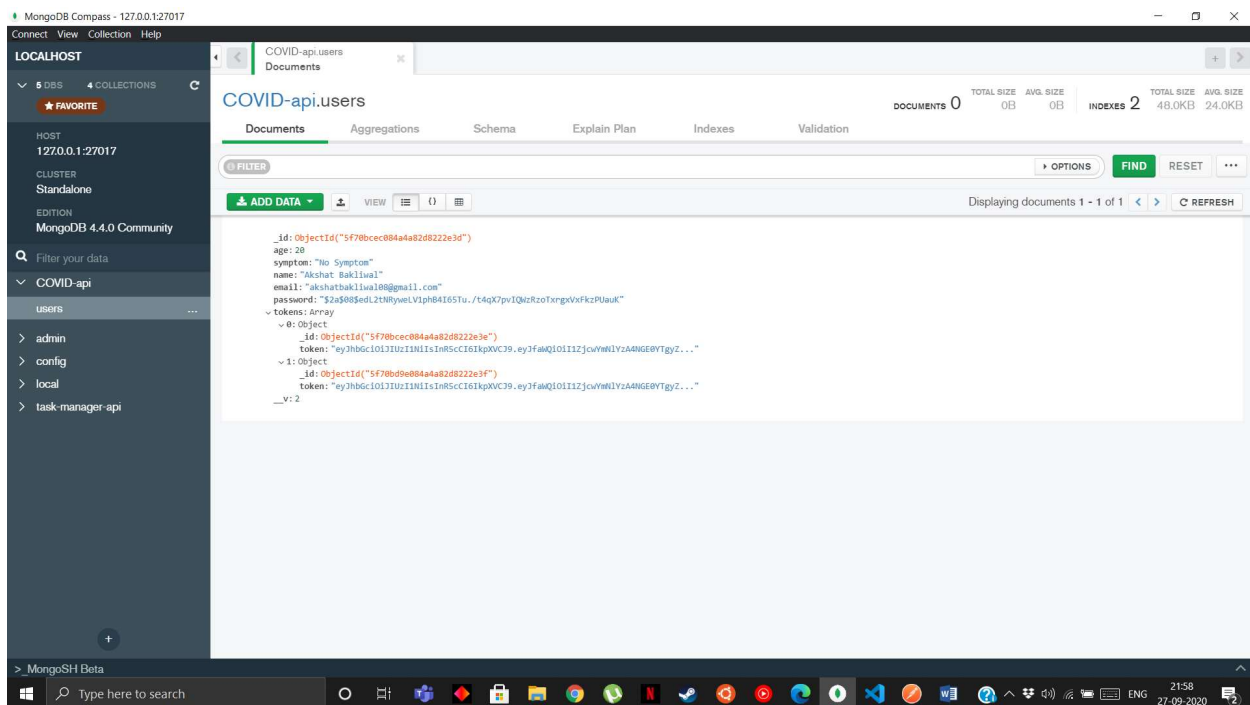 MongoDB Compass - 127.0.0.1:27017
Connect View Collection Help
LOCALHOST
5 DBS 4 COLLECTIONS
FAVORITE
HOST
127.0.0.1:27017
CLUSTER
Standalone
EDITION
MongoDB 4.4.0 Community
Filter your data
COVID-api
users ...
admin
config
local
task-manager-api
>_MongoSH Beta
COVID-api.users
Documents
COVID-api.users
DOCUMENTS 0 TOTAL SIZE 0B AVG. SIZE 0B INDEXES 2 TOTAL SIZE 48.0KB AVG. SIZE 24.0KB
Documents Aggregations Schema Explain Plan Indexes Validation
FILTER OPTIONS FIND RESET ...
ADD DATA VIEW {} Displaying documents 1 - 1 of 1 < > REFRESH
_id: ObjectId("5f70bcec084a4a82d8222e3d")
age: 20
symptom: "No Symptom"
name: "Akshat Bakliwal"
email: "akshatbakliwal08@gmail.com"
password: "$2a$08$edL2tNRyweLV1phB4I65Tu./t4qX7pvIQWzRzoTxrgxVxFkzPUauK"
tokens: Array
0: Object
_id: ObjectId("5f70bcec084a4a82d8222e3e")
token: "eyJhbGciOiJIUzI1NiIsInR5cCI6IkpXVCJ9.eyJfaWQiOiI1ZjcwYmNlYzA4NGE0YTgyZ..."
1: Object
_id: ObjectId("5f70bd9e084a4a82d8222e3f")
token: "eyJhbGciOiJIUzI1NiIsInR5cCI6IkpXVCJ9.eyJfaWQiOiI1ZjcwYmNlYzA4NGE0YTgyZ..."
__v: 2
Type here to search
ENG
21:58
27-09-2020
2